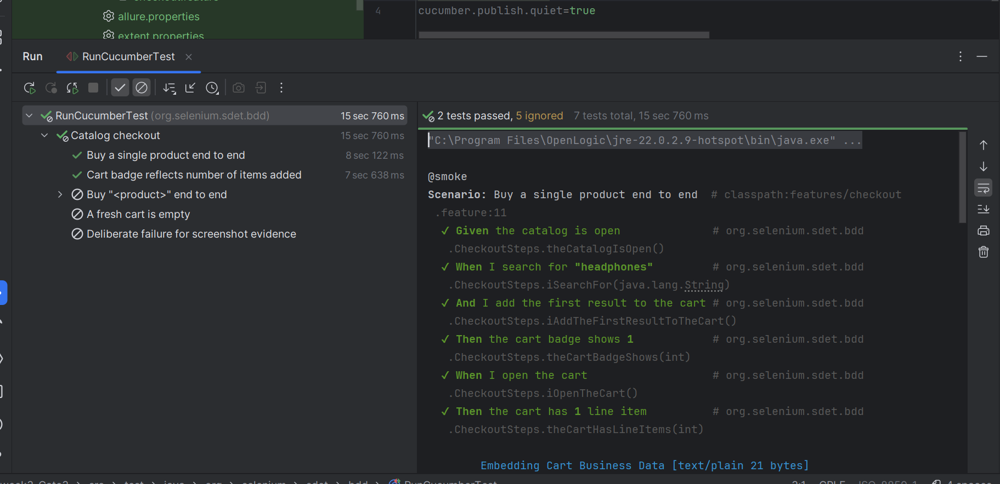 allure.properties
extent.properties
4 cucumber.publish.quiet=true
Run RunCucumberTest
RunCucumberTest (org.selenium.sdet.bdd) 15 sec 760 ms
Catalog checkout 15 sec 760 ms
Buy a single product end to end 8 sec 122 ms
Cart badge reflects number of items added 7 sec 638 ms
Buy "<product>" end to end
A fresh cart is empty
Deliberate failure for screenshot evidence
2 tests passed, 5 ignored 7 tests total, 15 sec 760 ms
"C:\Program Files\OpenLogic\jre-22.0.2.9-hotspot\bin\java.exe" ...
@smoke
Scenario: Buy a single product end to end # classpath:features/checkout
.feature:11
✓ Given the catalog is open # org.selenium.sdet.bdd
.CheckoutSteps.theCatalogIsOpen()
✓ When I search for "headphones" # org.selenium.sdet.bdd
.CheckoutSteps.iSearchFor(java.lang.String)
✓ And I add the first result to the cart # org.selenium.sdet.bdd
.CheckoutSteps.iAddTheFirstResultToTheCart()
✓ Then the cart badge shows 1 # org.selenium.sdet.bdd
.CheckoutSteps.theCartBadgeShows(int)
✓ When I open the cart # org.selenium.sdet.bdd
.CheckoutSteps.iOpenTheCart()
✓ Then the cart has 1 line item # org.selenium.sdet.bdd
.CheckoutSteps.theCartHasLineItems(int)
Embedding Cart Business Data [text/plain 21 bytes]